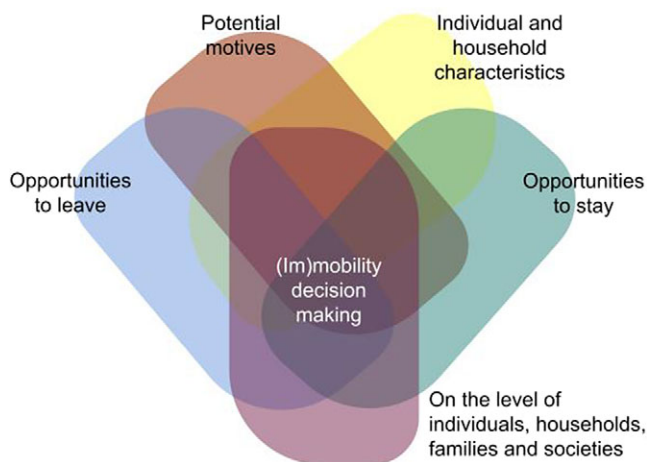 Potential
motives
Individual and
household
characteristics
Opportunities
to leave
Opportunities
to stay
(Im)mobility
decision
making
On the level of
individuals, households,
families and societies